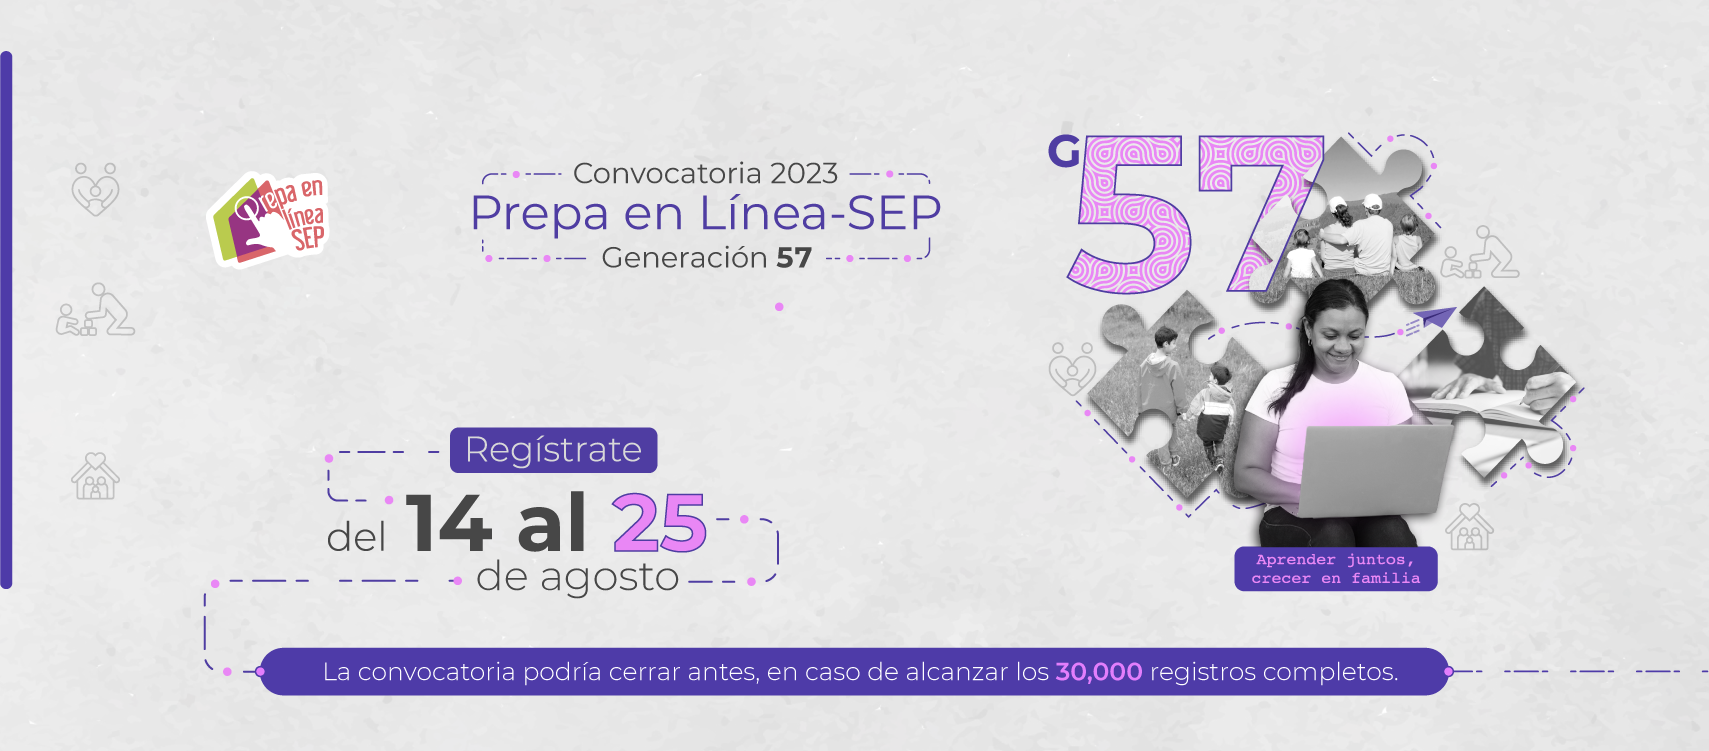 Prepa en
línea
SEP
Convocatoria 2023
Prepa en Línea-SEP
Generación 57
G57
Regístrate
del 14 al 25
de agosto
Aprender juntos,
crecer en familia
La convocatoria podría cerrar antes, en caso de alcanzar los 30,000 registros completos.